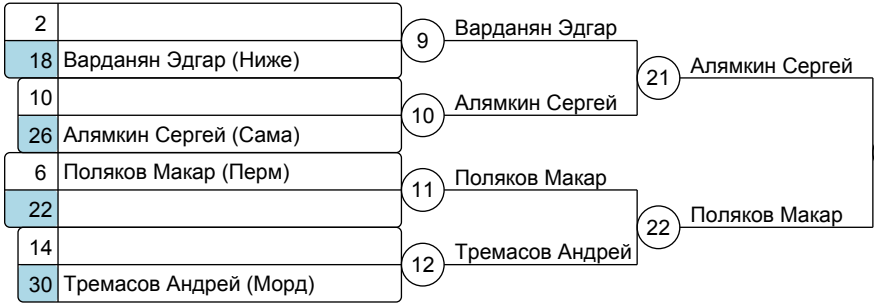 2
18 Варданян Эдгар (Ниже)
10
26 Алямкин Сергей (Сама)
6 Поляков Макар (Перм)
22
14
30 Тремасов Андрей (Морд)
9 Варданян Эдгар
10 Алямкин Сергей
11 Поляков Макар
12 Тремасов Андрей
21 Алямкин Сергей
22 Поляков Макар